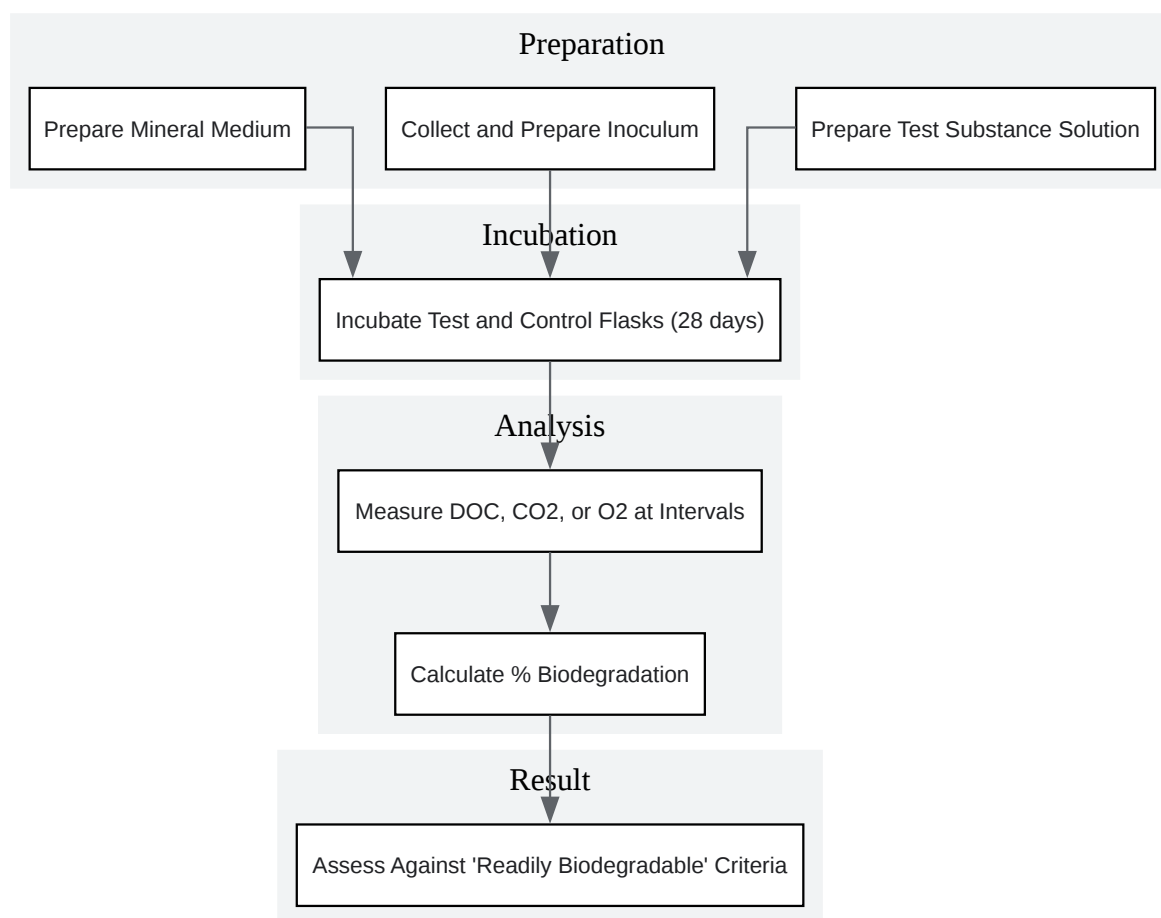 Preparation
Prepare Mineral Medium
Collect and Prepare Inoculum
Prepare Test Substance Solution
Incubation
Incubate Test and Control Flasks (28 days)
Analysis
Measure DOC, CO2, or O2 at Intervals
Calculate % Biodegradation
Result
Assess Against 'Readily Biodegradable' Criteria